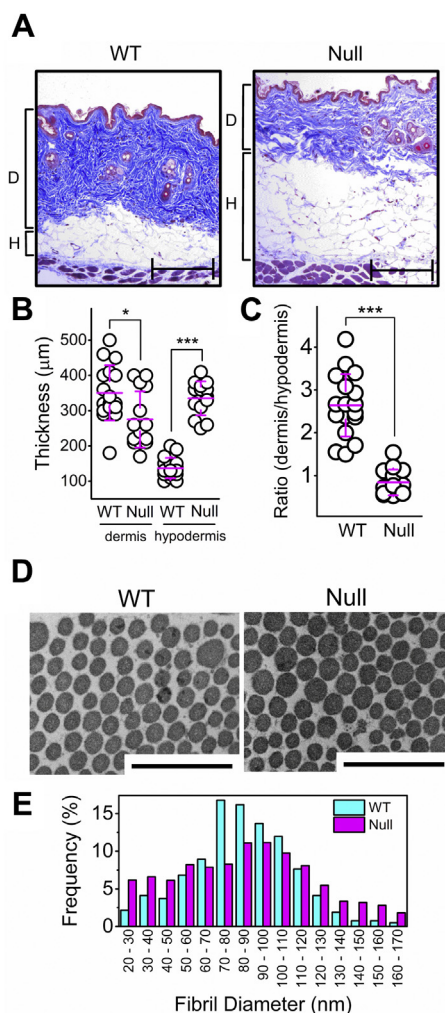 A
WT
Null
D
H
D
H
B
*
***
Thickness (µm)
500
400
300
200
100
WT Null WT Null
dermis hypodermis
C
***
Ratio (dermis/hypodermis)
4
3
2
1
WT Null
D
WT
Null
E
Frequency (%)
15
10
5
0
WT
Null
20 - 30
30 - 40
40 - 50
50 - 60
60 - 70
70 - 80
80 - 90
90 - 100
100 - 110
110 - 120
120 - 130
130 - 140
140 - 150
150 - 160
160 - 170
Fibril Diameter (nm)